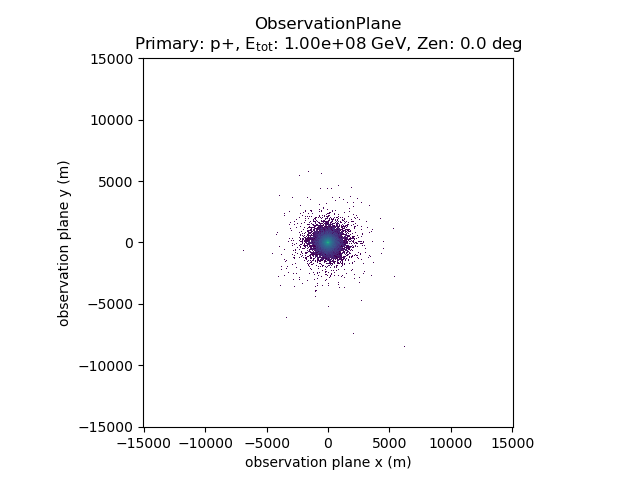 ObservationPlane
Primary: p+, E_tot: 1.00e+08 GeV, Zen: 0.0 deg
15000
10000
5000
0
−5000
−10000
−15000
observation plane y (m)
−15000 −10000 −5000 0 5000 10000 15000
observation plane x (m)